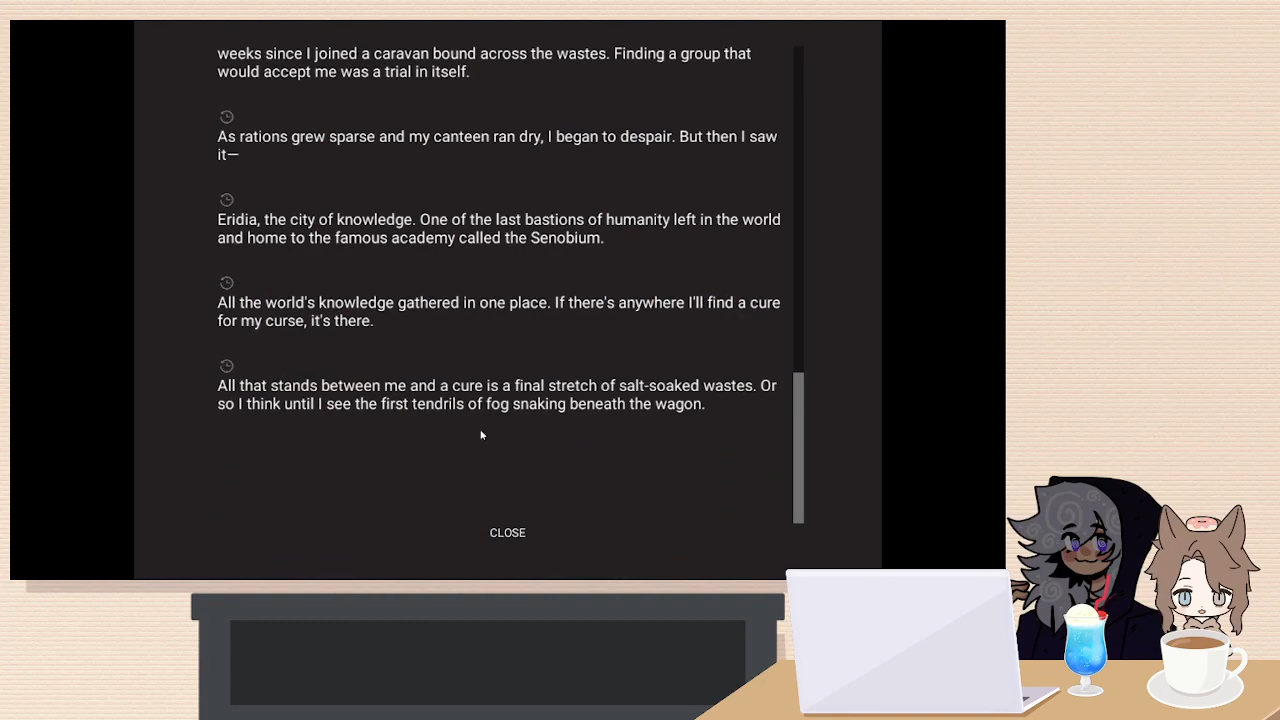 weeks since I joined a caravan bound across the wastes. Finding a group that
would accept me was a trial in itself.
As rations grew sparse and my canteen ran dry, I began to despair. But then I saw
it—
Eridia, the city of knowledge. One of the last bastions of humanity left in the world
and home to the famous academy called the Senobium.
All the world's knowledge gathered in one place. If there's anywhere I'll find a cure
for my curse, it's there.
All that stands between me and a cure is a final stretch of salt-soaked wastes. Or
so I think until I see the first tendrils of fog snaking beneath the wagon.
CLOSE